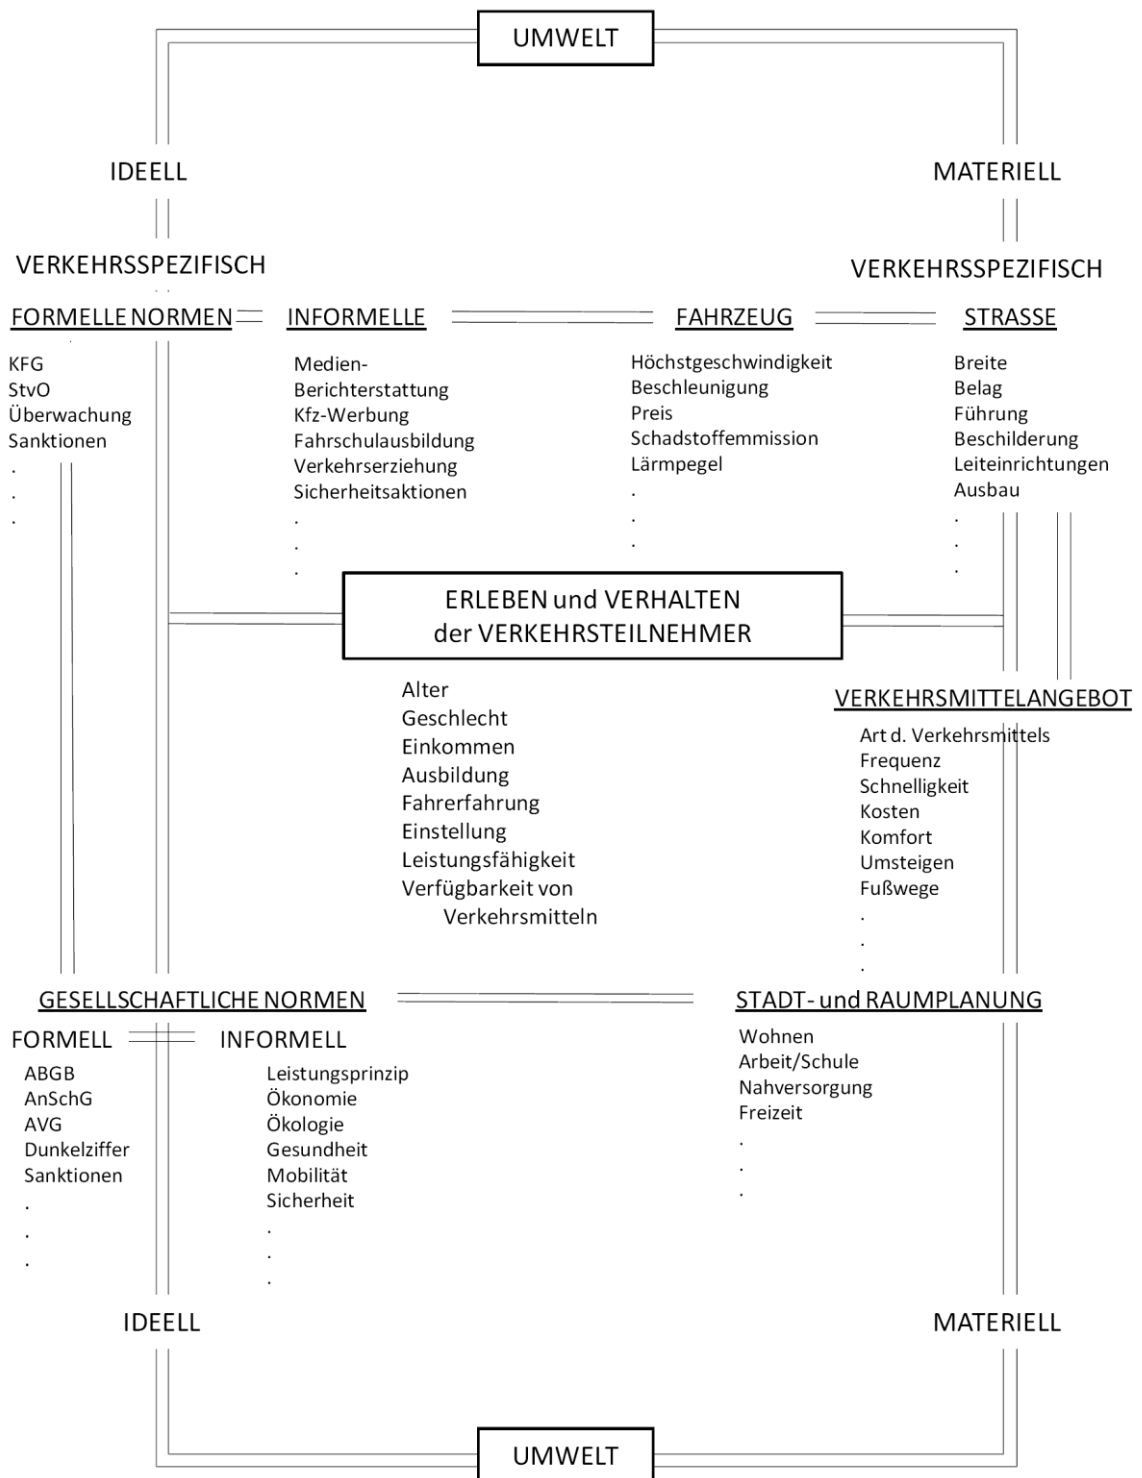 UMWELT
IDEELL
MATERIELL
VERKEHRSSPEZIFISCH
VERKEHRSSPEZIFISCH
FORMELLE NORMEN
KFG
StvO
Überwachung
Sanktionen
.
.
.
INFORMELLE
Medien-
Berichterstattung
Kfz-Werbung
Fahrschulausbildung
Verkehrserziehung
Sicherheitsaktionen
.
.
.
FAHRZEUG
Höchstgeschwindigkeit
Beschleunigung
Preis
Schadstoffemmission
Lärmpegel
.
.
.
STRASSE
Breite
Belag
Führung
Beschilderung
Leiteinrichtungen
Ausbau
.
.
.
ERLEBEN und VERHALTEN
der VERKEHRSTEILNEHMER
Alter
Geschlecht
Einkommen
Ausbildung
Fahrerfahrung
Einstellung
Leistungsfähigkeit
Verfügbarkeit von
Verkehrsmitteln
VERKEHRSMITTELANGEBOT
Art d. Verkehrsmittels
Frequenz
Schnelligkeit
Kosten
Komfort
Umsteigen
Fußwege
.
.
.
GESELLSCHAFTLICHE NORMEN
FORMELL
ABGB
AnSchG
AVG
Dunkelziffer
Sanktionen
.
.
.
INFORMELL
Leistungsprinzip
Ökonomie
Ökologie
Gesundheit
Mobilität
Sicherheit
.
.
.
STADT- und RAUMPLANUNG
Wohnen
Arbeit/Schule
Nahversorgung
Freizeit
.
.
.
IDEELL
MATERIELL
UMWELT